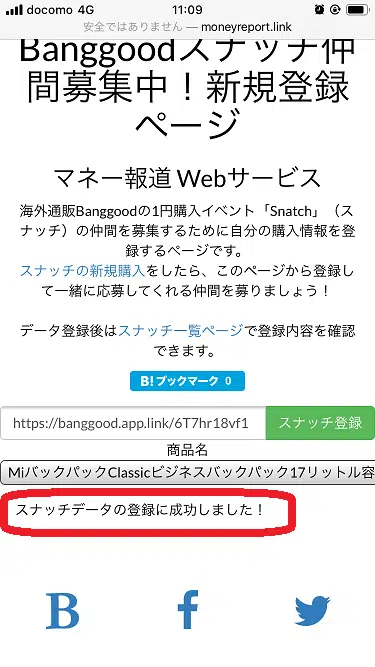 docomo 4G 11:09
安全ではありません — moneyreport.link
Banggoodスナッチ仲
間募集中！新規登録
ページ
マネー報道 Webサービス
海外通販Banggoodの1円購入イベント「Snatch」（ス
ナッチ）の仲間を募集するために自分の購入情報を登
録するページです。
スナッチの新規購入をしたら、このページから登録し
て一緒に応募してくれる仲間を募りましょう！
データ登録後はスナッチ一覧ページで登録内容を確認
できます。
B! ブックマーク 0
https://banggood.app.link/6T7hr18vf1 スナッチ登録
商品名
MiバックパックClassicビジネスバックパック17リットル容
スナッチデータの登録に成功しました！
B f